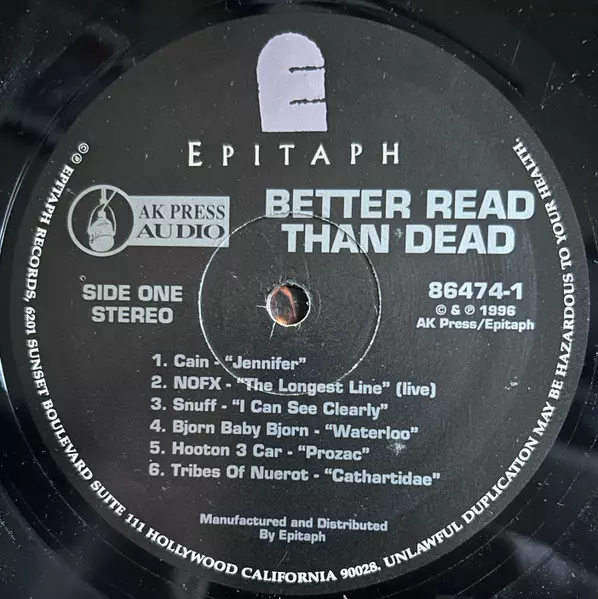 EPITAPH
AK PRESS
AUDIO
BETTER READ
THAN DEAD
SIDE ONE
STEREO
86474-1
© & ℗ 1996
AK Press/Epitaph
1. Cain - “Jennifer”
2. NOFX - “The Longest Line” (live)
3. Snuff - “I Can See Clearly”
4. Bjorn Baby Bjorn - “Waterloo”
5. Hooton 3 Car - “Prozac”
6. Tribes Of Nuerot - “Cathartidae”
Manufactured and Distributed
By Epitaph
℗ EPITAPH RECORDS, 6201 SUNSET BOULEVARD SUITE 111 HOLLYWOOD CALIFORNIA 90028. UNLAWFUL DUPLICATION MAY BE HAZARDOUS TO YOUR HEALTH.